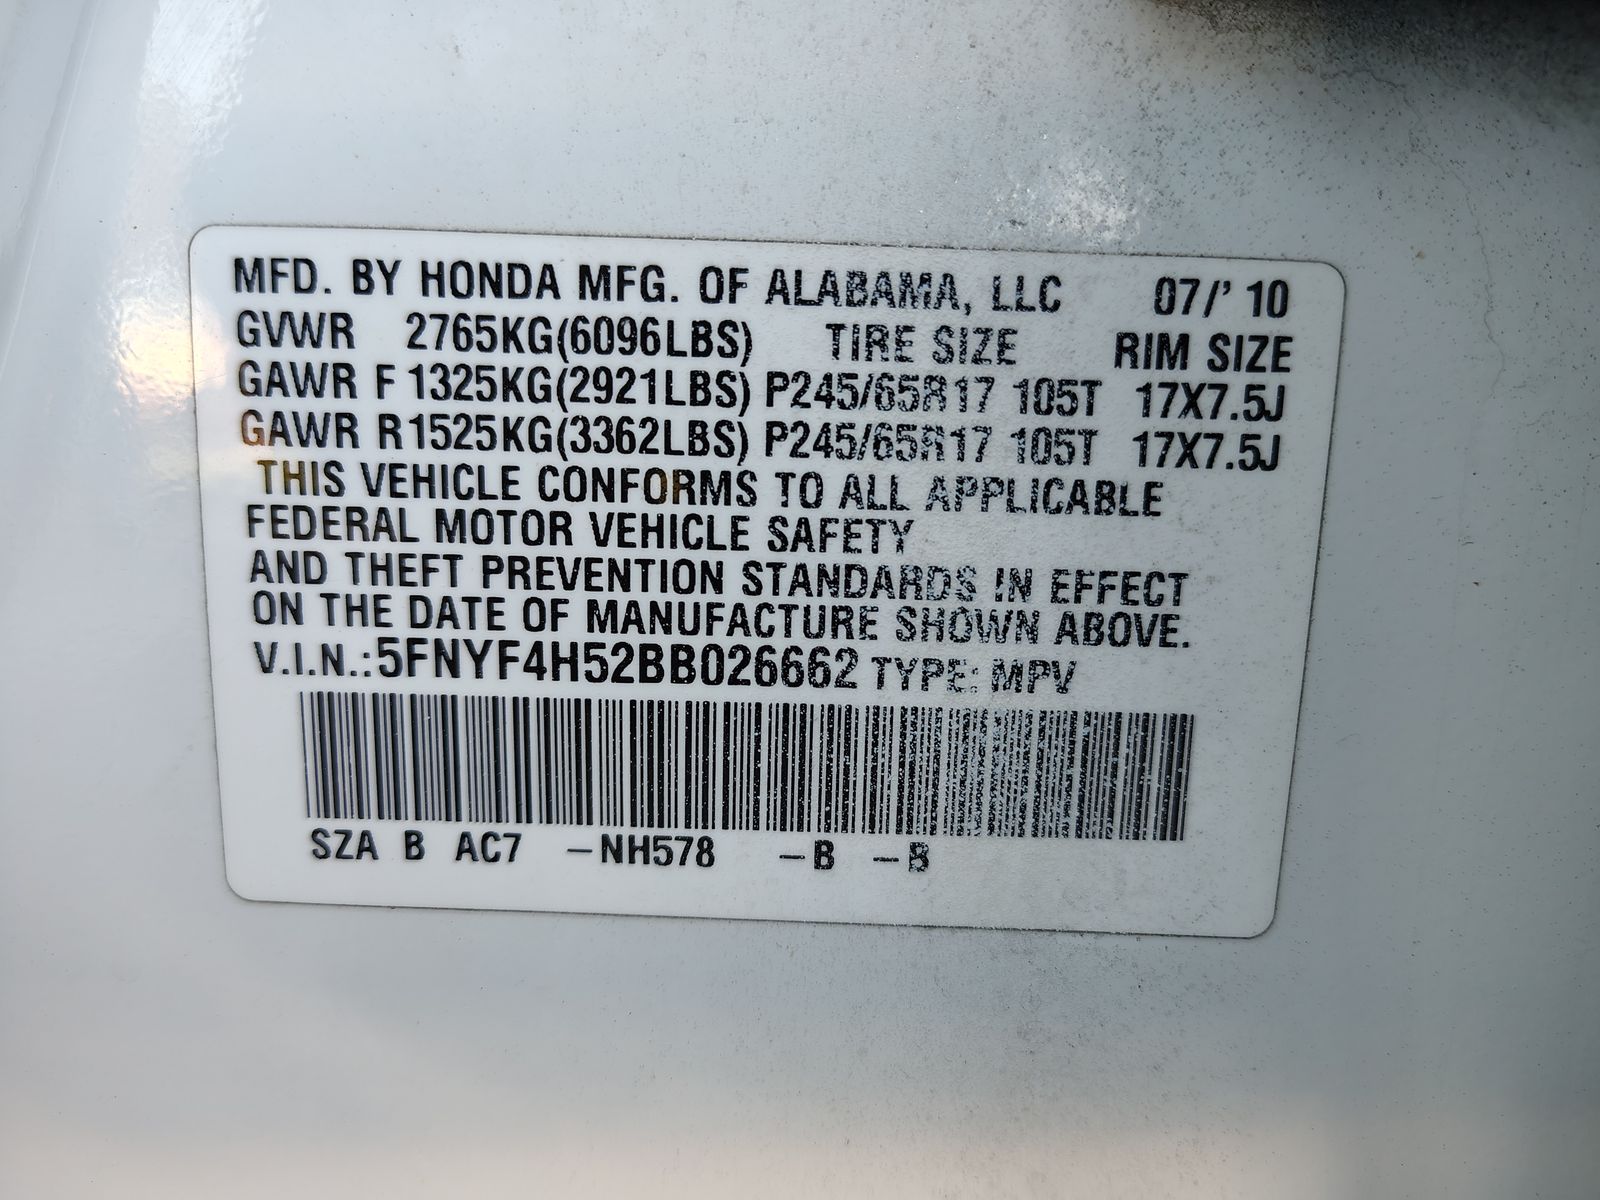 MFD. BY HONDA MFG. OF ALABAMA, LLC 07/' 10
GVWR 2765KG(6096LBS) TIRE SIZE RIM SIZE
GAWR F 1325KG(2921LBS) P245/65R17 105T 17X7.5J
GAWR R1525KG(3362LBS) P245/65R17 105T 17X7.5J
THIS VEHICLE CONFORMS TO ALL APPLICABLE
FEDERAL MOTOR VEHICLE SAFETY
AND THEFT PREVENTION STANDARDS IN EFFECT
ON THE DATE OF MANUFACTURE SHOWN ABOVE.
V.I.N.:5FNYF4H52BB026662 TYPE: MPV
SZA B AC7 -NH578 -B -B